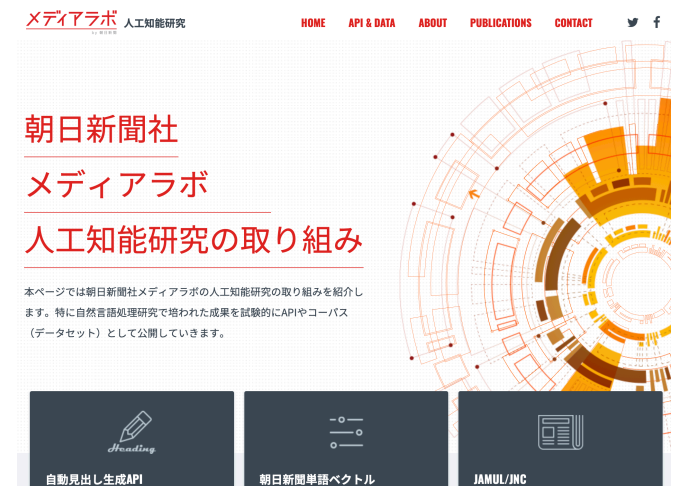 メディアラボ 人工知能研究 HOME API & DATA ABOUT PUBLICATIONS CONTACT
by 朝日新聞
朝日新聞社
メディアラボ
人工知能研究の取り組み
本ページでは朝日新聞社メディアラボの人工知能研究の取り組みを紹介し
ます。特に自然言語処理研究で培われた成果を試験的にAPIやコーパス
（データセット）として公開していきます。
Heading
自動見出し生成API
朝日新聞単語ベクトル
JAMUL/JNC